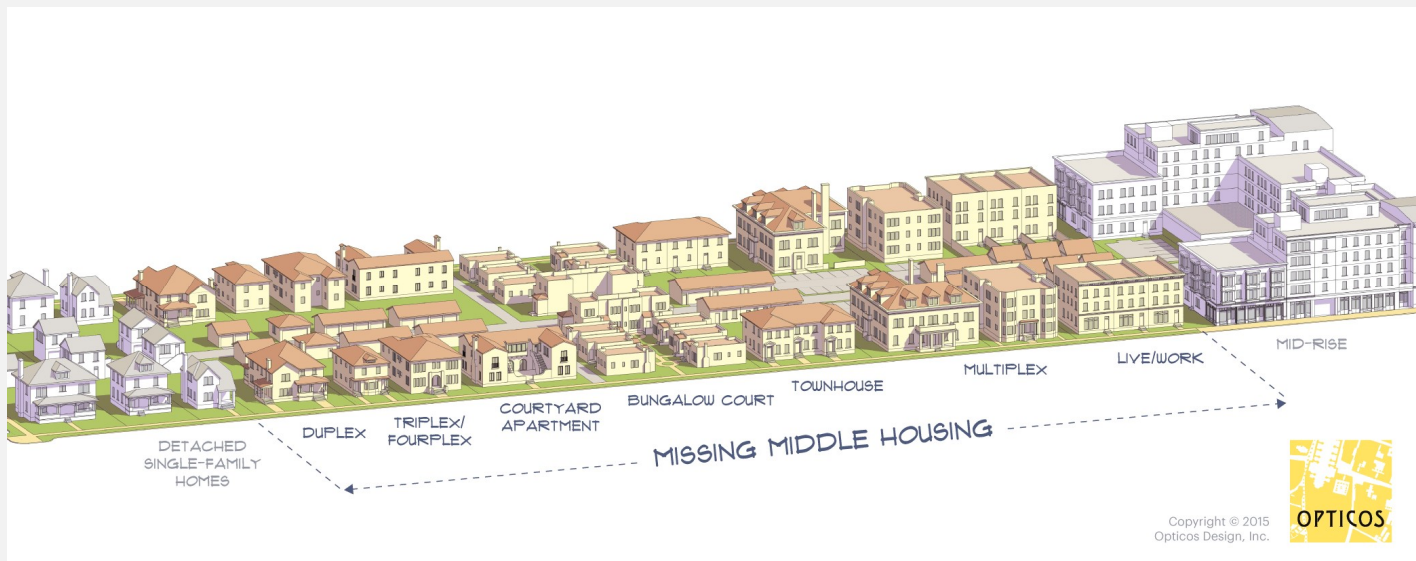 DETACHED
SINGLE-FAMILY
HOMES
DUPLEX
TRIPLEX/
FOURPLEX
COURTYARD
APARTMENT
BUNGALOW COURT
TOWNHOUSE
MULTIPLEX
LIVE/WORK
MID-RISE
MISSING MIDDLE HOUSING
Copyright © 2015
Opticos Design, Inc.
OPTICOS